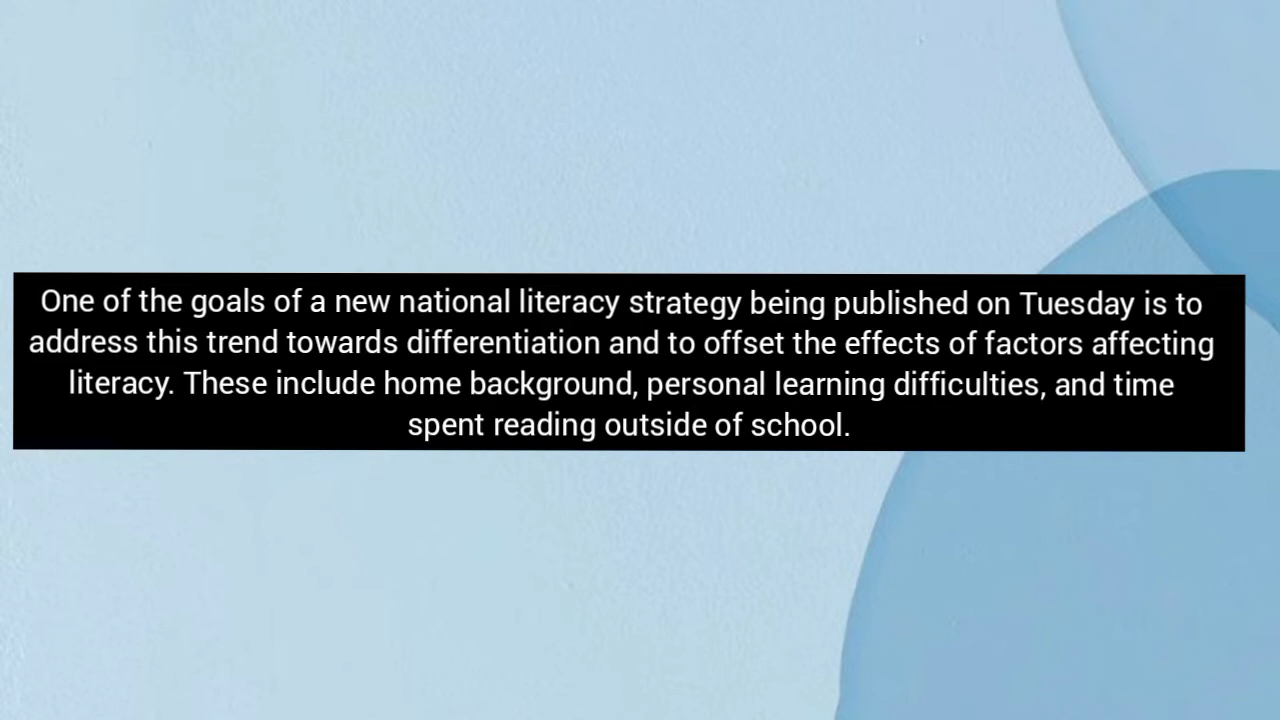 One of the goals of a new national literacy strategy being published on Tuesday is to
address this trend towards differentiation and to offset the effects of factors affecting
literacy. These include home background, personal learning difficulties, and time
spent reading outside of school.